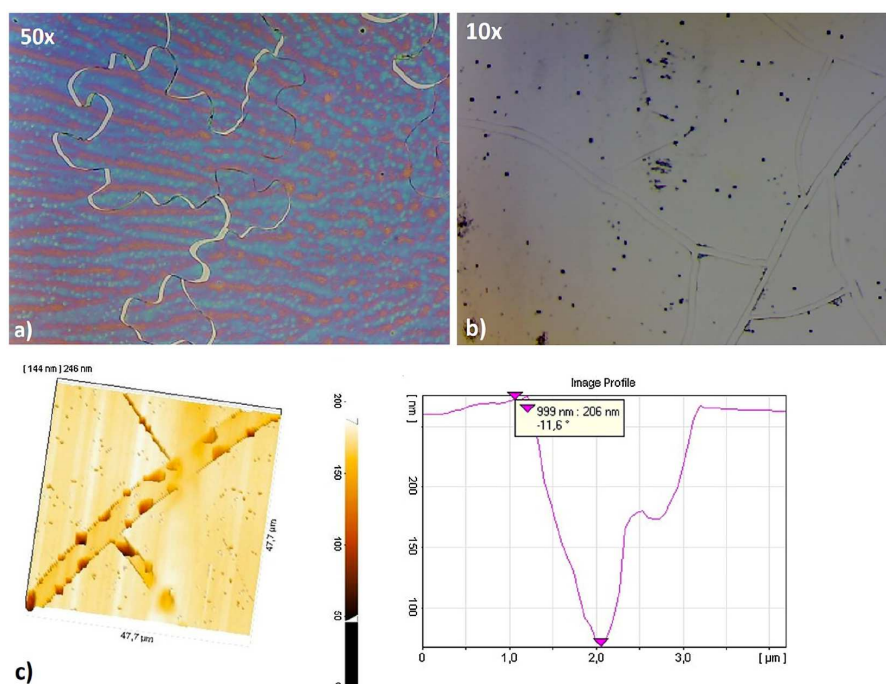 50x
a)
10x
b)
[ 144 nm ] 246 nm
47,7 µm
47,7 µm
200
150
100
50
c)
Image Profile
[ nm ]
999 nm : 206 nm
-11,6 °
200
150
100
0
1,0
2,0
3,0
[ µm ]